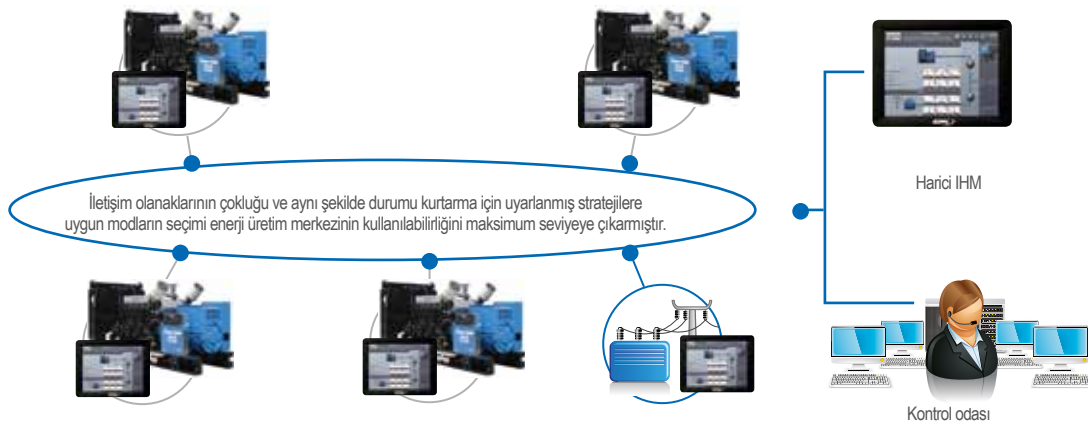 İletişim olanaklarının çokluğu ve aynı şekilde durumu kurtarma için uyarlanmış stratejilere
uygun modların seçimi enerji üretim merkezinin kullanılabilirliğini maksimum seviyeye çıkarmıştır.
Harici IHM
Kontrol odası